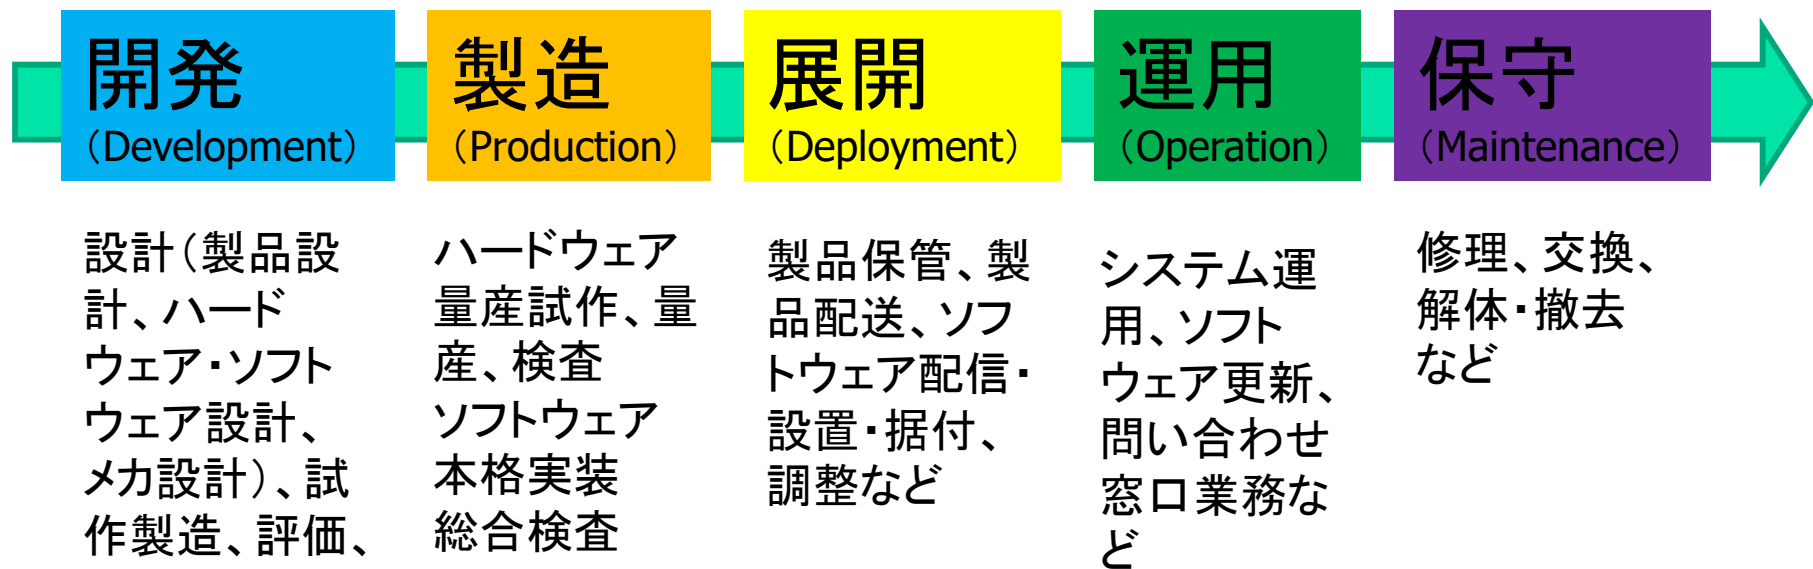 開発
（Development）
設計（製品設
計、ハード
ウェア・ソフト
ウェア設計、
メカ設計）、試
作製造、評価、
製造
（Production）
ハードウェア
量産試作、量
産、検査
ソフトウェア
本格実装
総合検査
展開
（Deployment）
製品保管、製
品配送、ソフ
トウェア配信・
設置・据付、
調整など
運用
（Operation）
システム運
用、ソフト
ウェア更新、
問い合わせ
窓口業務な
ど
保守
（Maintenance）
修理、交換、
解体・撤去
など